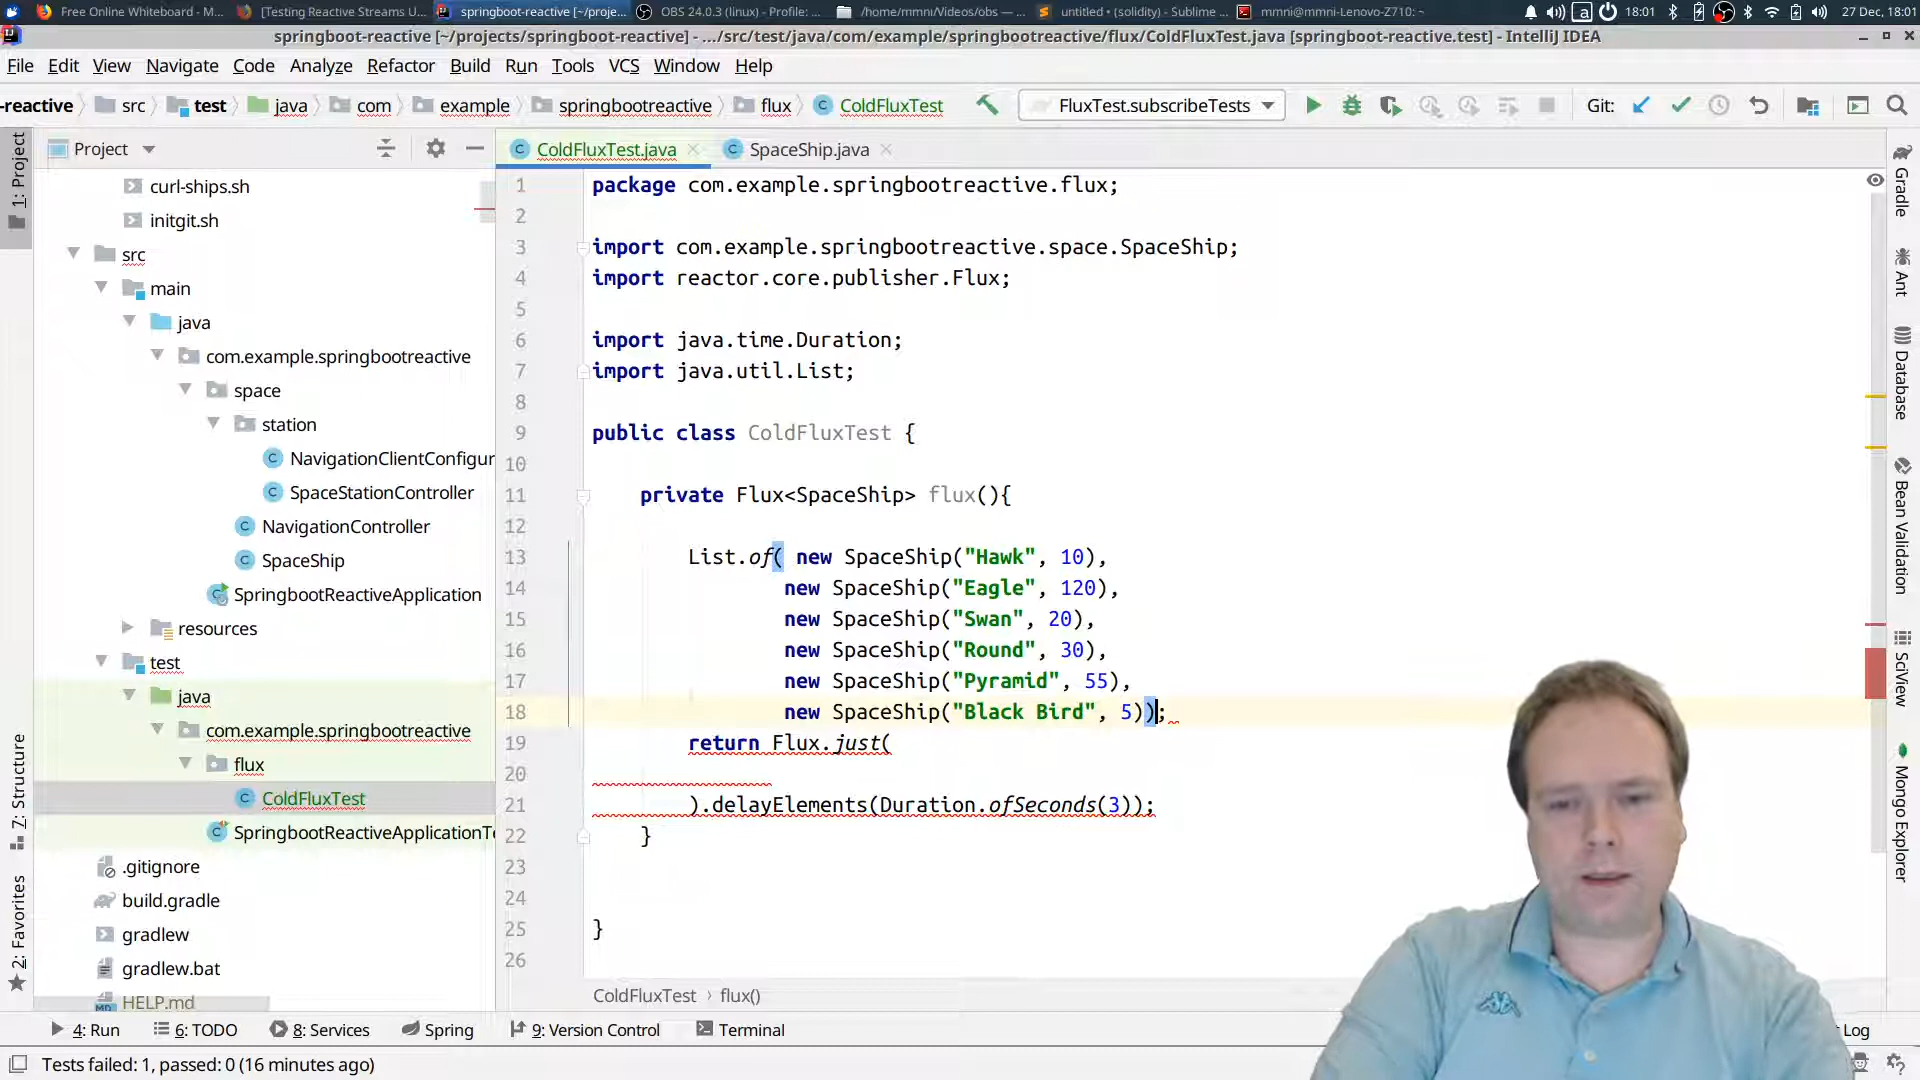 Free Online Whiteboard - M...
[Testing Reactive Streams U...
springboot-reactive [~/proje...
OBS 24.0.3 (linux) - Profile: ...
/home/mmni/Videos/obs — ...
untitled • (solidity) - Sublime ...
mmni@mmni-Lenovo-Z710: ~
18:01
27 Dec, 18:01
springboot-reactive [~/projects/springboot-reactive] - .../src/test/java/com/example/springbootreactive/flux/ColdFluxTest.java [springboot-reactive.test] - IntelliJ IDEA
File Edit View Navigate Code Analyze Refactor Build Run Tools VCS Window Help
-reactive src test java com example springbootreactive flux ColdFluxTest
FluxTest.subscribeTests
Git:
1: Project
Project
ColdFluxTest.java
SpaceShip.java
curl-ships.sh
initgit.sh
src
main
java
com.example.springbootreactive
space
station
NavigationClientConfigur
SpaceStationController
NavigationController
SpaceShip
SpringbootReactiveApplication
resources
test
java
com.example.springbootreactive
flux
ColdFluxTest
SpringbootReactiveApplicationTe
.gitignore
build.gradle
gradlew
gradlew.bat
HELP.md
7: Structure
2: Favorites
1 package com.example.springbootreactive.flux;
2
3 import com.example.springbootreactive.space.SpaceShip;
4 import reactor.core.publisher.Flux;
5
6 import java.time.Duration;
7 import java.util.List;
8
9 public class ColdFluxTest {
10
11 private Flux<SpaceShip> flux(){
12
13 List.of( new SpaceShip("Hawk", 10),
14 new SpaceShip("Eagle", 120),
15 new SpaceShip("Swan", 20),
16 new SpaceShip("Round", 30),
17 new SpaceShip("Pyramid", 55),
18 new SpaceShip("Black Bird", 5));
19 return Flux.just(
20
21 ).delayElements(Duration.ofSeconds(3));
22 }
23
24
25 }
26
ColdFluxTest › flux()
Gradle
Ant
Database
Bean Validation
SciView
Mongo Explorer
4: Run
6: TODO
8: Services
Spring
9: Version Control
Terminal
Log
Tests failed: 1, passed: 0 (16 minutes ago)